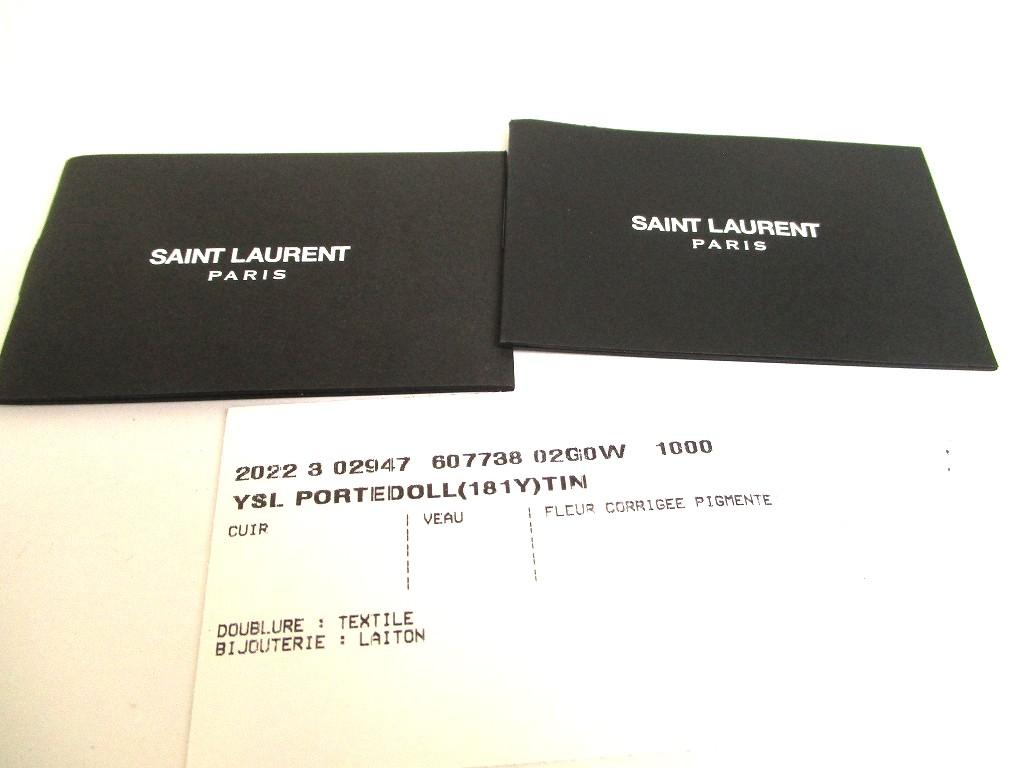 SAINT LAURENT
PARIS
SAINT LAURENT
PARIS
2022 3 02947 607738 02G0W 1000
YSL PORTEDOLL(181Y)TIN
CUIR VEAU FLEUR CORRIGEE PIGMENTE
DOUBLURE : TEXTILE
BIJOUTERIE : LAITON